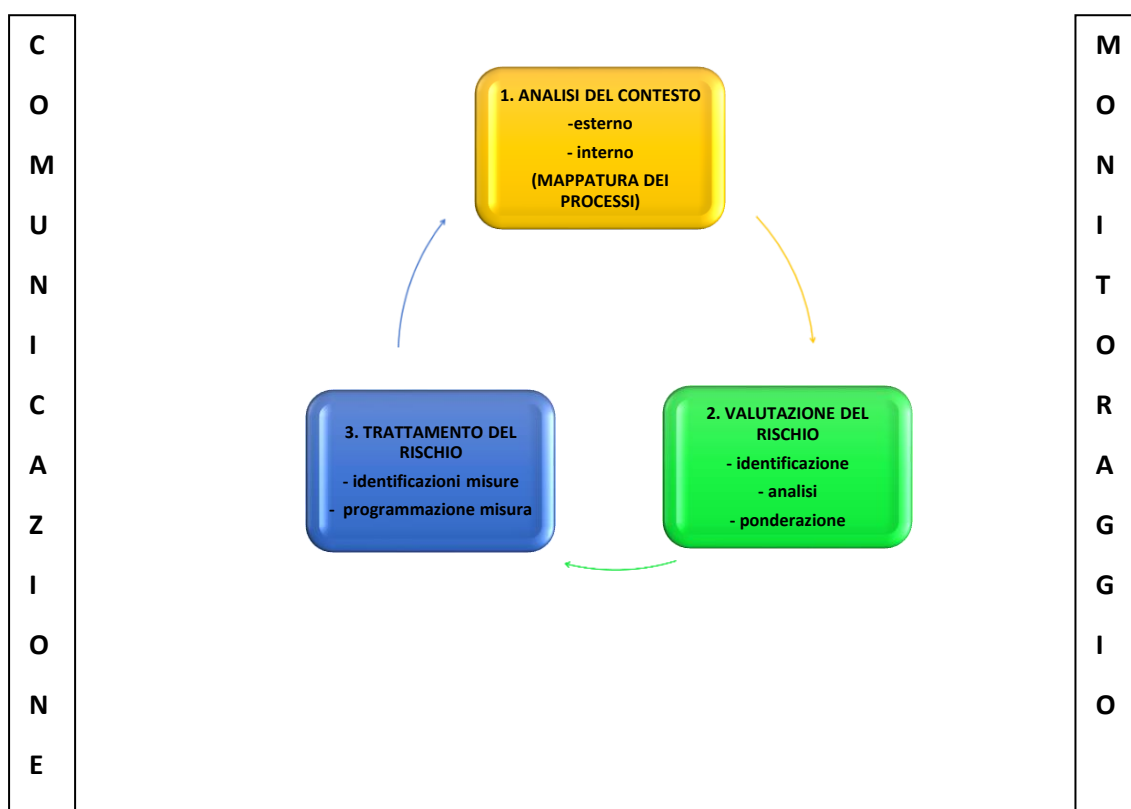 C
O
M
U
N
I
C
A
Z
I
O
N
E
1. ANALISI DEL CONTESTO
-esterno
- interno
(MAPPATURA DEI
PROCESSI)
2. VALUTAZIONE DEL
RISCHIO
- identificazione
- analisi
- ponderazione
3. TRATTAMENTO DEL
RISCHIO
- identificazioni misure
- programmazione misura
M
O
N
I
T
O
R
A
G
G
I
O